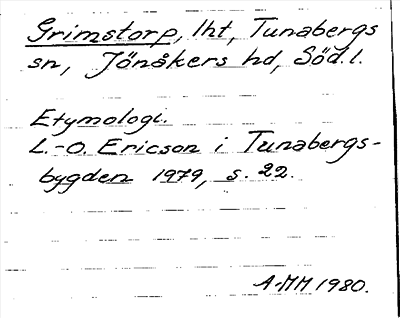 Grimstorp, lht, Tunabergs
sn, Jönåkers hd, Söd.l.
Etymologi.
L.-O. Ericson i Tunabergs-
bygden 1979, s. 22.
A-MM 1980.